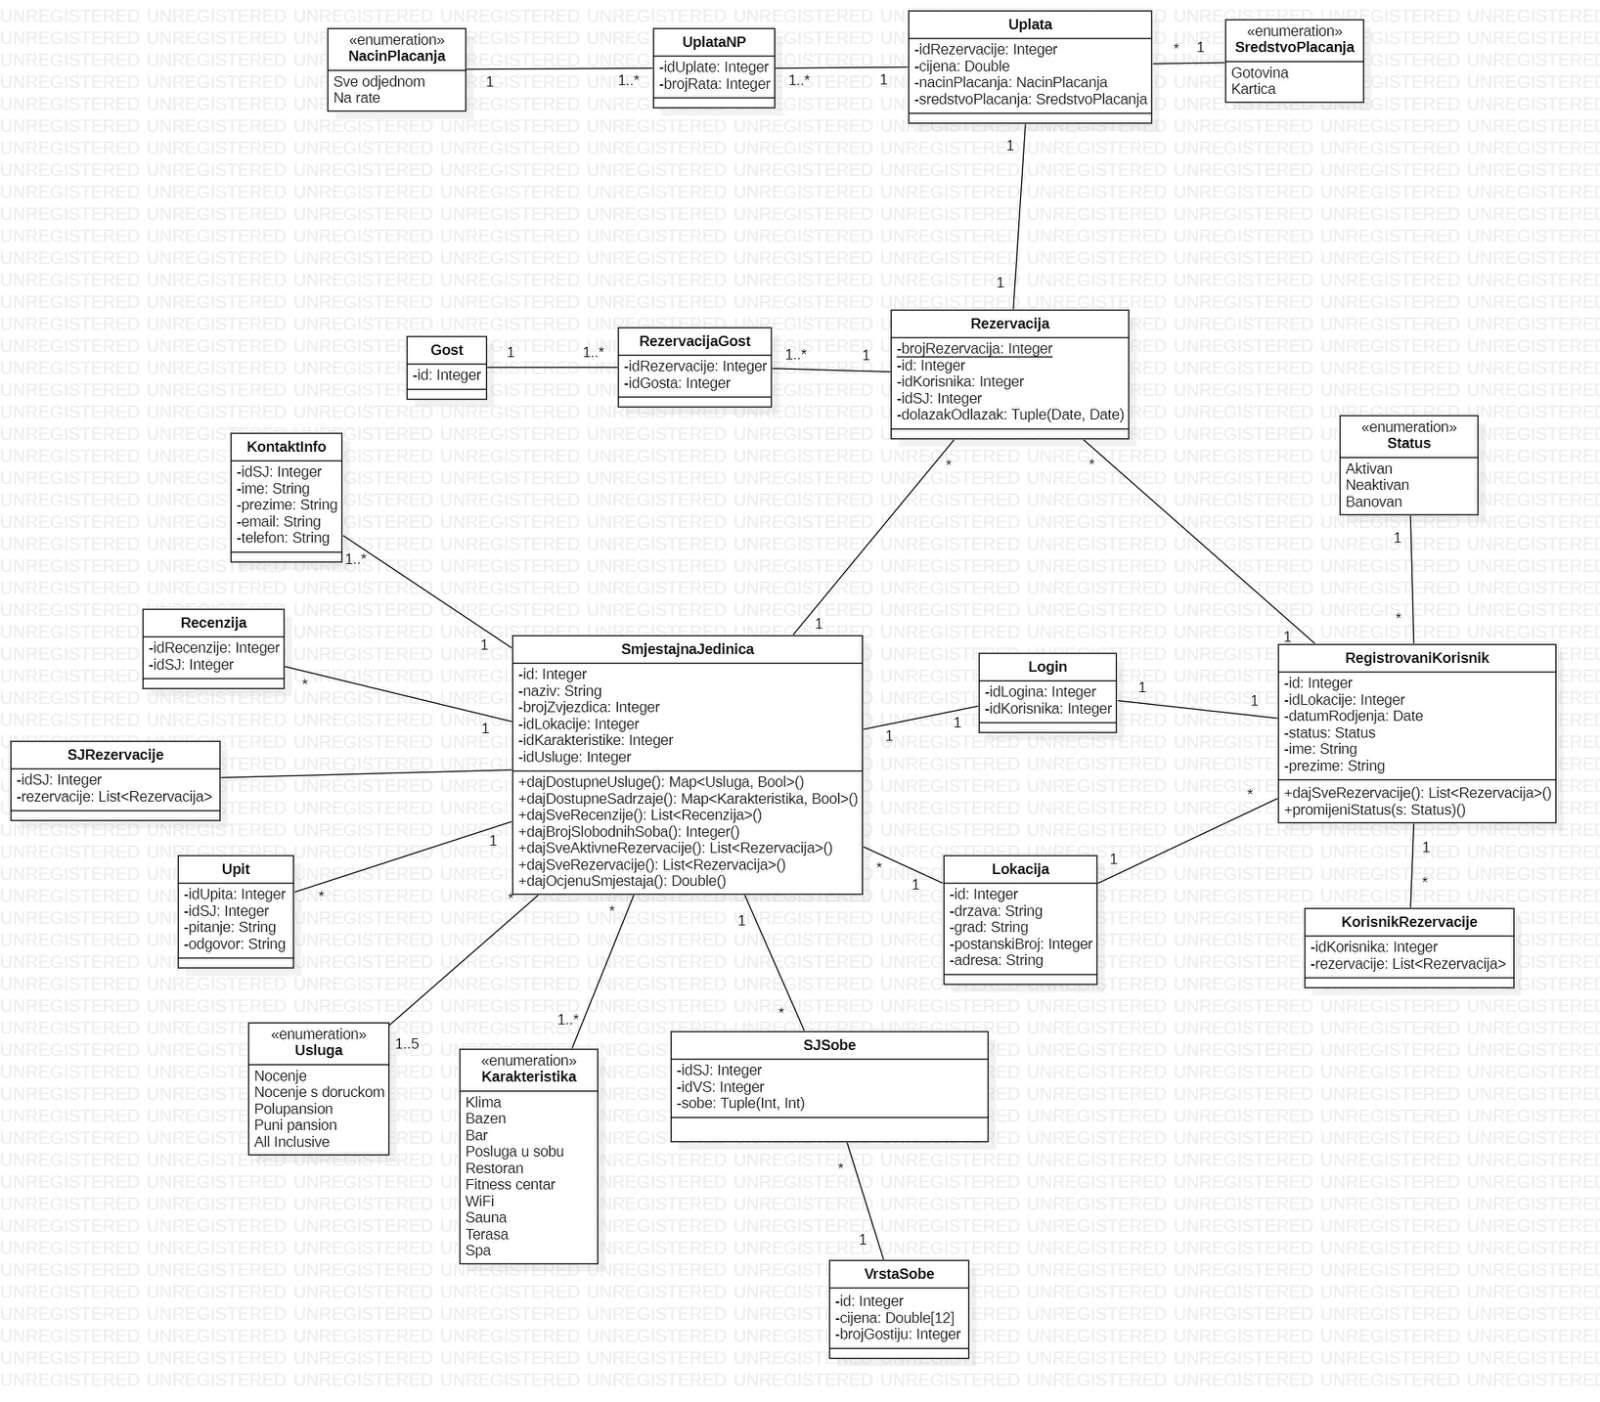 «enumeration»
NacinPlacanja
Sve odjednom
Na rate
1
1..*
UplataNP
-idUplate: Integer
-brojRata: Integer
1..*
1
Uplata
-idRezervacije: Integer
-cijena: Double
-nacinPlacanja: NacinPlacanja
-sredstvoPlacanja: SredstvoPlacanja
*
1
«enumeration»
SredstvoPlacanja
Gotovina
Kartica
1
1
Gost
-id: Integer
1
1..*
RezervacijaGost
-idRezervacije: Integer
-idGosta: Integer
1..*
1
Rezervacija
-brojRezervacija: Integer
-id: Integer
-idKorisnika: Integer
-idSJ: Integer
-dolazakOdlazak: Tuple(Date, Date)
*
*
1
1
«enumeration»
Status
Aktivan
Neaktivan
Banovan
1
*
KontaktInfo
-idSJ: Integer
-ime: String
-prezime: String
-email: String
-telefon: String
1..*
1
Recenzija
-idRecenzije: Integer
-idSJ: Integer
*
1
SJRezervacije
-idSJ: Integer
-rezervacije: List<Rezervacija>
SmjestajnaJedinica
-id: Integer
-naziv: String
-brojZvjezdica: Integer
-idLokacije: Integer
-idKarakteristike: Integer
-idUsluge: Integer
+dajDostupneUsluge(): Map<Usluga, Bool>()
+dajDostupneSadrzaje(): Map<Karakteristika, Bool>()
+dajSveRecenzije(): List<Recenzija>()
+dajBrojSlobodnihSoba(): Integer()
+dajSveAktivneRezervacije(): List<Rezervacija>()
+dajSveRezervacije(): List<Rezervacija>()
+dajOcjenuSmjestaja(): Double()
1
1
Login
-idLogina: Integer
-idKorisnika: Integer
1
1
RegistrovaniKorisnik
-id: Integer
-idLokacije: Integer
-datumRodjenja: Date
-status: Status
-ime: String
-prezime: String
+dajSveRezervacije(): List<Rezervacija>()
+promijeniStatus(s: Status)()
*
1
*
1
Lokacija
-id: Integer
-drzava: String
-grad: String
-postanskiBroj: Integer
-adresa: String
1
*
KorisnikRezervacije
-idKorisnika: Integer
-rezervacije: List<Rezervacija>
Upit
-idUpita: Integer
-idSJ: Integer
-pitanje: String
-odgovor: String
*
1
*
1..5
«enumeration»
Usluga
Nocenje
Nocenje s doruckom
Polupansion
Puni pansion
All Inclusive
*
1..*
«enumeration»
Karakteristika
Klima
Bazen
Bar
Posluga u sobu
Restoran
Fitness centar
WiFi
Sauna
Terasa
Spa
1
*
SJSobe
-idSJ: Integer
-idVS: Integer
-sobe: Tuple(Int, Int)
*
1
VrstaSobe
-id: Integer
-cijena: Double[12]
-brojGostiju: Integer